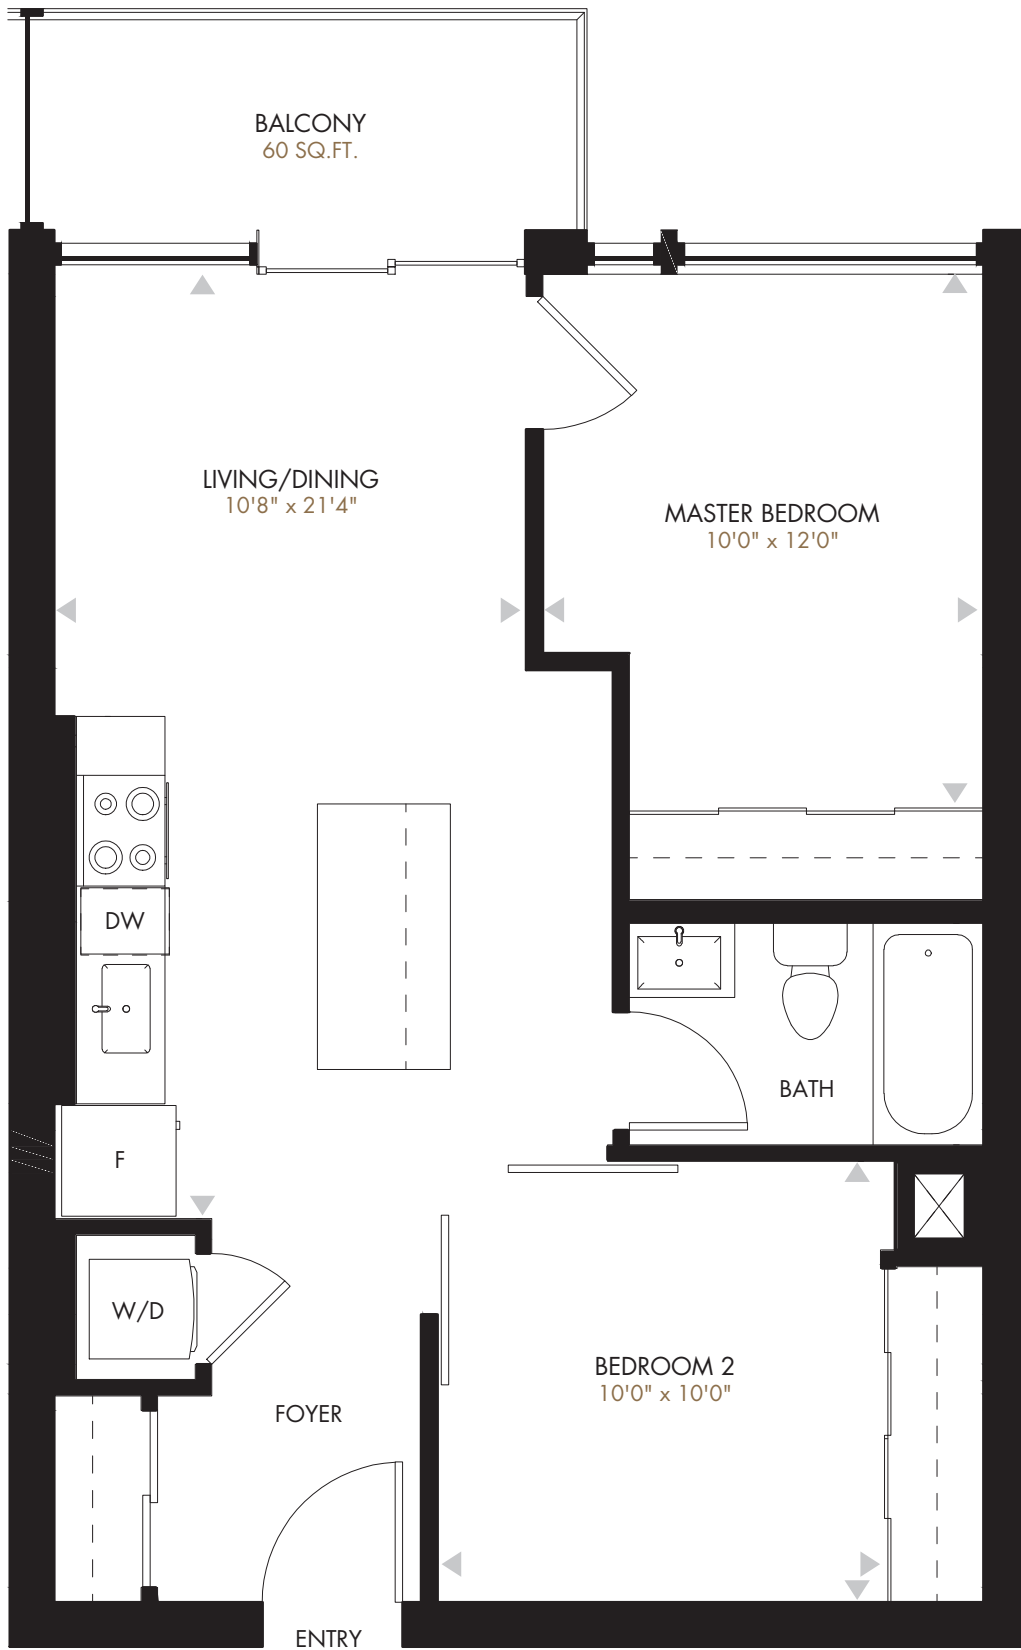 BALCONY
60 SQ.FT.
LIVING/DINING
10'8" x 21'4"
MASTER BEDROOM
10'0" x 12'0"
DW
BATH
F
W/D
BEDROOM 2
10'0" x 10'0"
FOYER
ENTRY